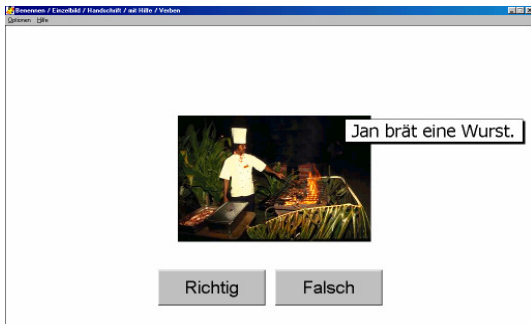 Benennen / Einzelbild / Handschrift / mit Hilfe / Verben
Optionen Hilfe
Jan brät eine Wurst.
Richtig Falsch